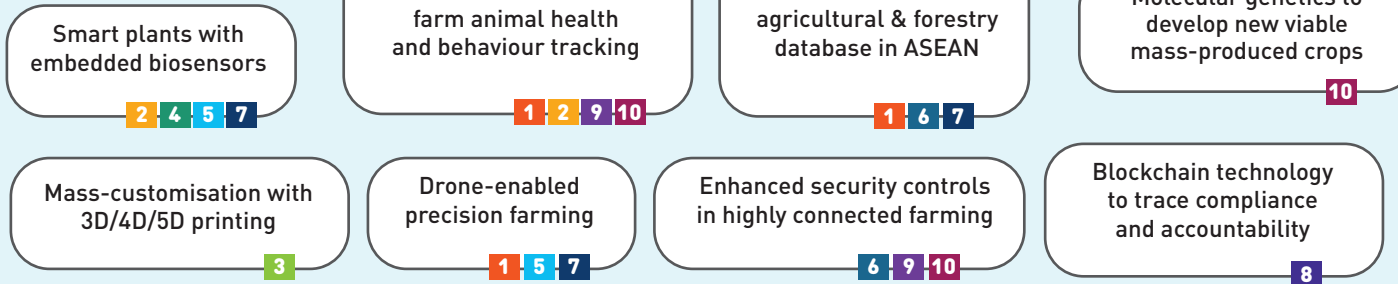 Smart plants with
embedded biosensors
2 4 5 7
farm animal health
and behaviour tracking
1 2 9 10
agricultural & forestry
database in ASEAN
1 6 7
Molecular genetics to
develop new viable
mass-produced crops
10
Mass-customisation with
3D/4D/5D printing
3
Drone-enabled
precision farming
1 5 7
Enhanced security controls
in highly connected farming
6 9 10
Blockchain technology
to trace compliance
and accountability
8